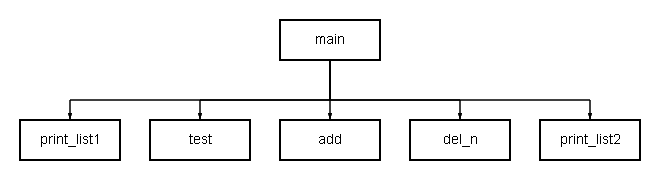 main
print_list1
test
add
del_n
print_list2